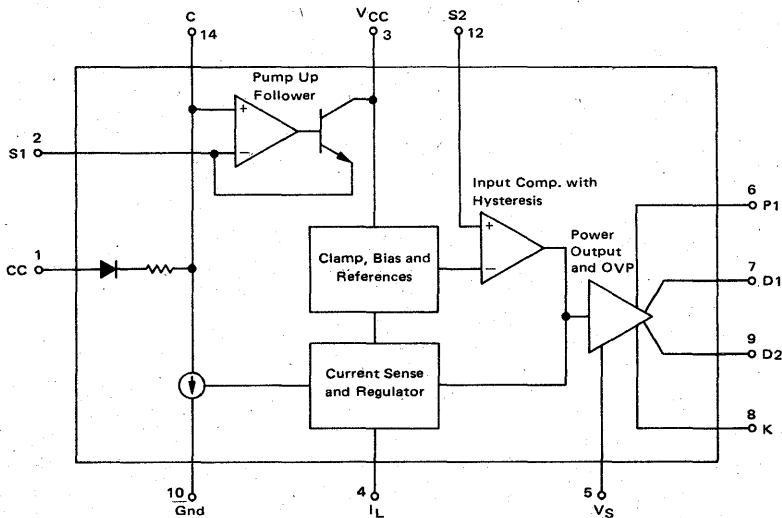 C
14
VCC
3
S2
12
Pump Up
Follower
+
−
2
S1
Input Comp. with
Hysteresis
+
−
6
P1
Power
Output
and OVP
Clamp, Bias and
References
1
CC
7
D1
9
D2
Current Sense
and Regulator
8
K
10
Gnd
4
IL
5
VS